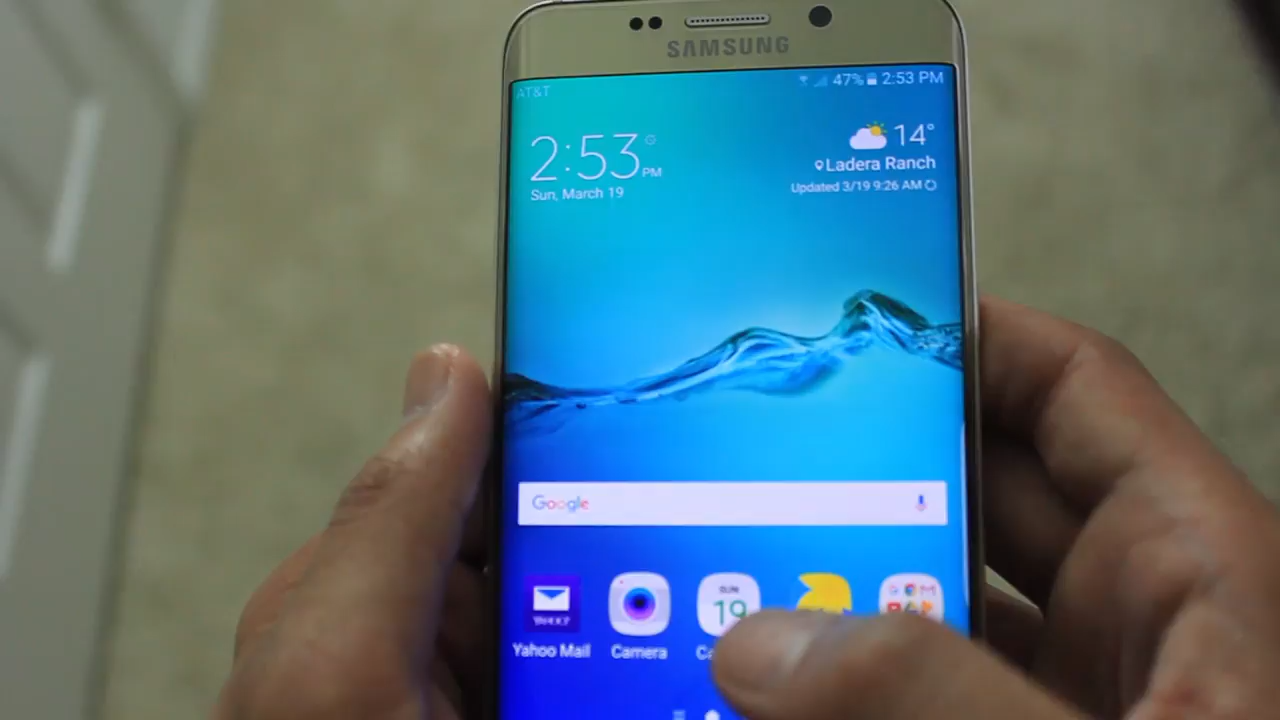 SAMSUNG
AT&T
47% 2:53 PM
2:53 PM
Sun, March 19
14°
Ladera Ranch
Updated 3/19 9:26 AM
Google
YAHOO!
SUN
19
Yahoo Mail
Camera